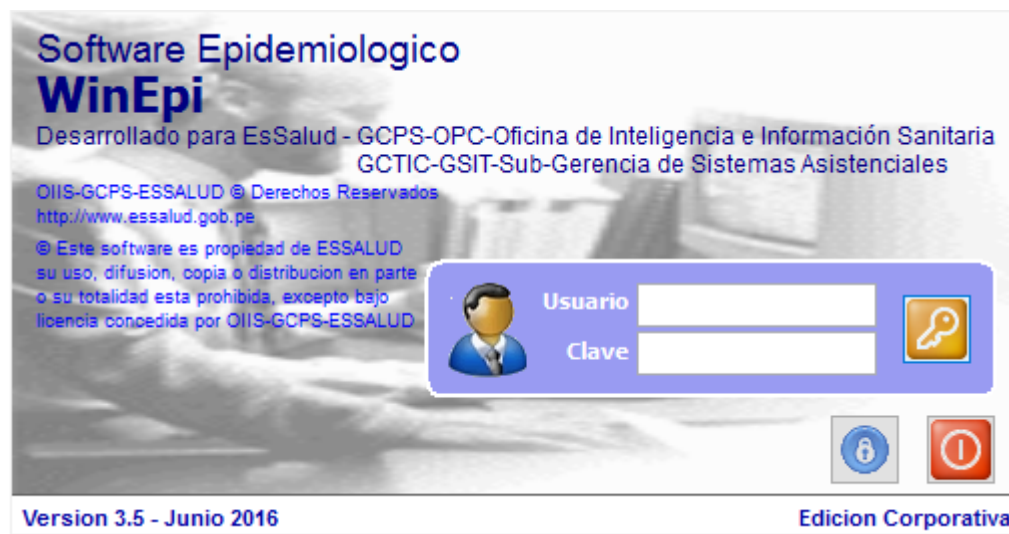 Software Epidemiologico
WinEpi
Desarrollado para EsSalud - GCPS-OPC-Oficina de Inteligencia e Información Sanitaria
GCTIC-GSIT-Sub-Gerencia de Sistemas Asistenciales
OIIS-GCPS-ESSALUD © Derechos Reservados
http://www.essalud.gob.pe
© Este software es propiedad de ESSALUD
su uso, difusion, copia o distribucion en parte
o su totalidad esta prohibida, excepto bajo
licencia concedida por OIIS-GCPS-ESSALUD
Usuario
Clave
Version 3.5 - Junio 2016
Edicion Corporativa